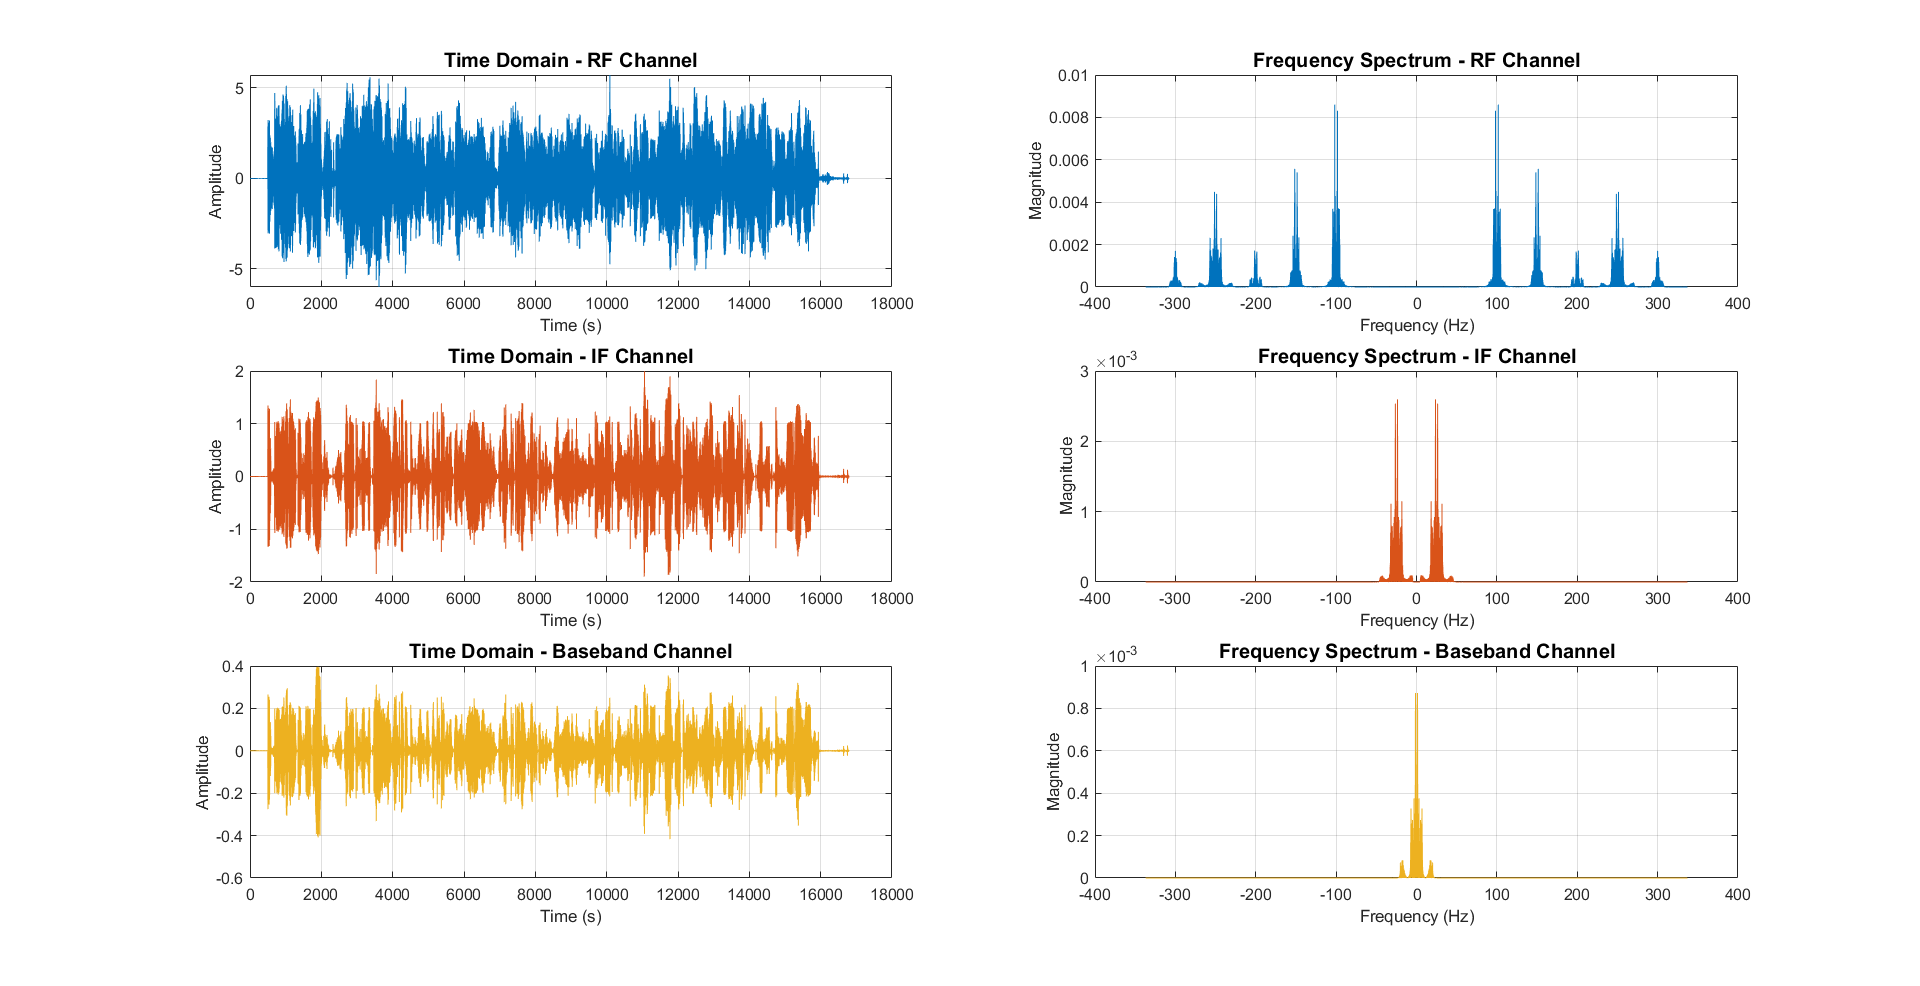 Time Domain - RF Channel
Amplitude
5
0
-5
0 2000 4000 6000 8000 10000 12000 14000 16000 18000
Time (s)
Frequency Spectrum - RF Channel
Magnitude
0.01
0.008
0.006
0.004
0.002
0
-400 -300 -200 -100 0 100 200 300 400
Frequency (Hz)
Time Domain - IF Channel
Amplitude
2
1
0
-1
-2
0 2000 4000 6000 8000 10000 12000 14000 16000 18000
Time (s)
Frequency Spectrum - IF Channel
×10-3
Magnitude
3
2
1
0
-400 -300 -200 -100 0 100 200 300 400
Frequency (Hz)
Time Domain - Baseband Channel
Amplitude
0.4
0.2
0
-0.2
-0.4
-0.6
0 2000 4000 6000 8000 10000 12000 14000 16000 18000
Time (s)
Frequency Spectrum - Baseband Channel
×10-3
Magnitude
1
0.8
0.6
0.4
0.2
0
-400 -300 -200 -100 0 100 200 300 400
Frequency (Hz)